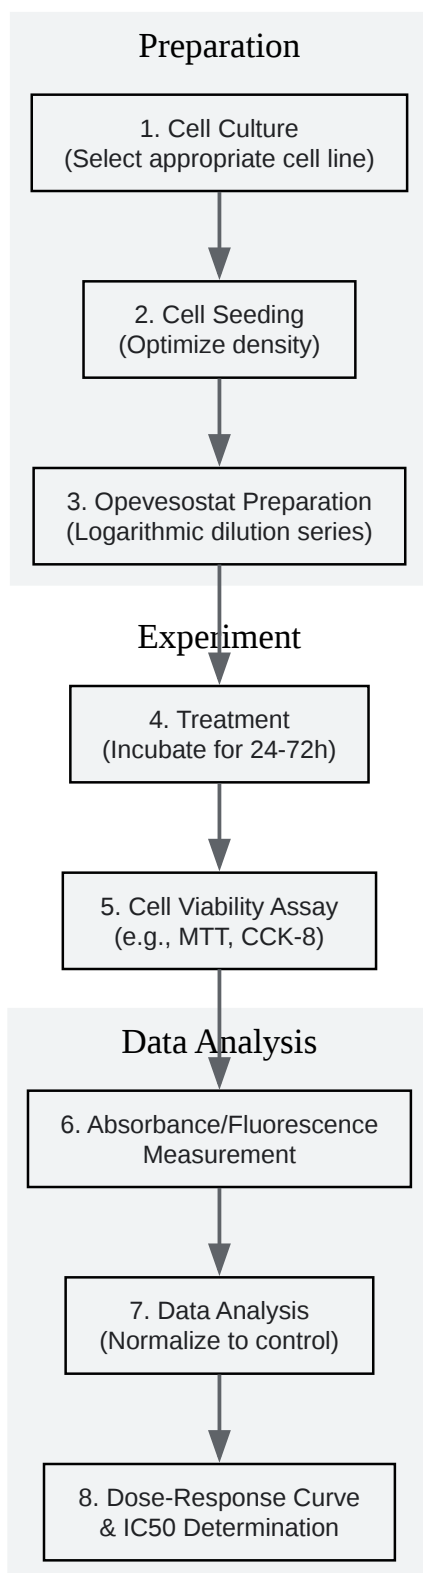 Preparation
1. Cell Culture
(Select appropriate cell line)
2. Cell Seeding
(Optimize density)
3. Opevesostat Preparation
(Logarithmic dilution series)
Experiment
4. Treatment
(Incubate for 24-72h)
5. Cell Viability Assay
(e.g., MTT, CCK-8)
Data Analysis
6. Absorbance/Fluorescence
Measurement
7. Data Analysis
(Normalize to control)
8. Dose-Response Curve
& IC50 Determination